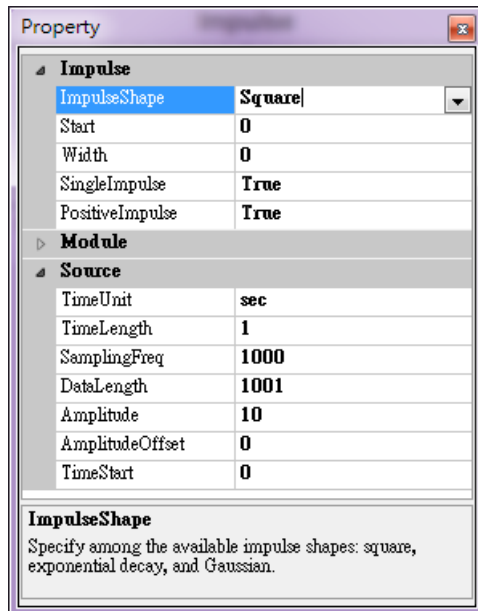 Property
Impulse
ImpulseShape Square
Start 0
Width 0
SingleImpulse True
PositiveImpulse True
Module
Source
TimeUnit sec
TimeLength 1
SamplingFreq 1000
DataLength 1001
Amplitude 10
AmplitudeOffset 0
TimeStart 0
ImpulseShape
Specify among the available impulse shapes: square,
exponential decay, and Gaussian.